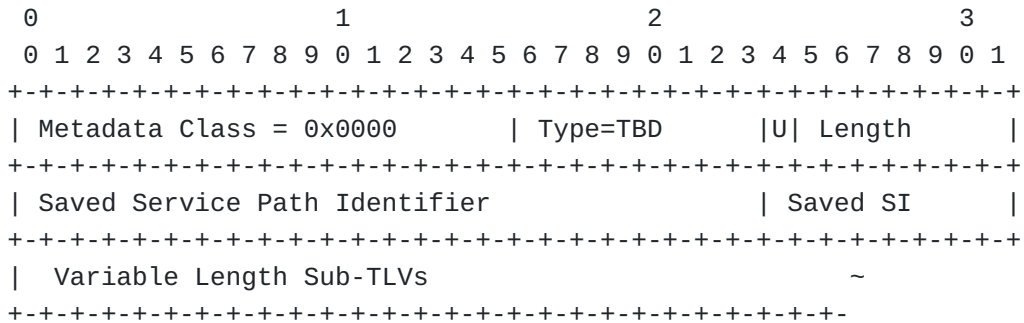 0                   1                   2                   3
 0 1 2 3 4 5 6 7 8 9 0 1 2 3 4 5 6 7 8 9 0 1 2 3 4 5 6 7 8 9 0 1
+-+-+-+-+-+-+-+-+-+-+-+-+-+-+-+-+-+-+-+-+-+-+-+-+-+-+-+-+-+-+-+-+
| Metadata Class = 0x0000       | Type=TBD      |U| Length      |
+-+-+-+-+-+-+-+-+-+-+-+-+-+-+-+-+-+-+-+-+-+-+-+-+-+-+-+-+-+-+-+-+
| Saved Service Path Identifier                 | Saved SI      |
+-+-+-+-+-+-+-+-+-+-+-+-+-+-+-+-+-+-+-+-+-+-+-+-+-+-+-+-+-+-+-+-+
|  Variable Length Sub-TLVs                           ~
+-+-+-+-+-+-+-+-+-+-+-+-+-+-+-+-+-+-+-+-+-+-+-+-+-+-+-